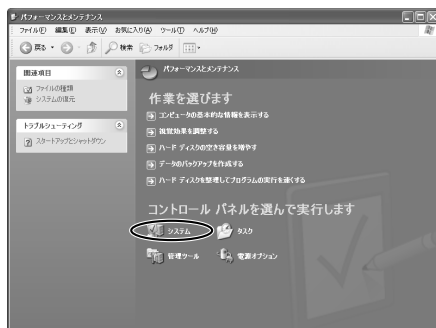 パフォーマンスとメンテナンス
ファイル(F) 編集(E) 表示(V) お気に入り(A) ツール(T) ヘルプ(H)
戻る 検索 フォルダ
関連項目
ファイルの種類
システムの復元
トラブルシューティング
スタートアップとシャットダウン
パフォーマンスとメンテナンス
作業を選びます
コンピュータの基本的な情報を表示する
視覚効果を調整する
ハード ディスクの空き容量を増やす
データのバックアップを作成する
ハード ディスクを整理してプログラムの実行を速くする
コントロール パネルを選んで実行します
システム タスク
管理ツール 電源オプション